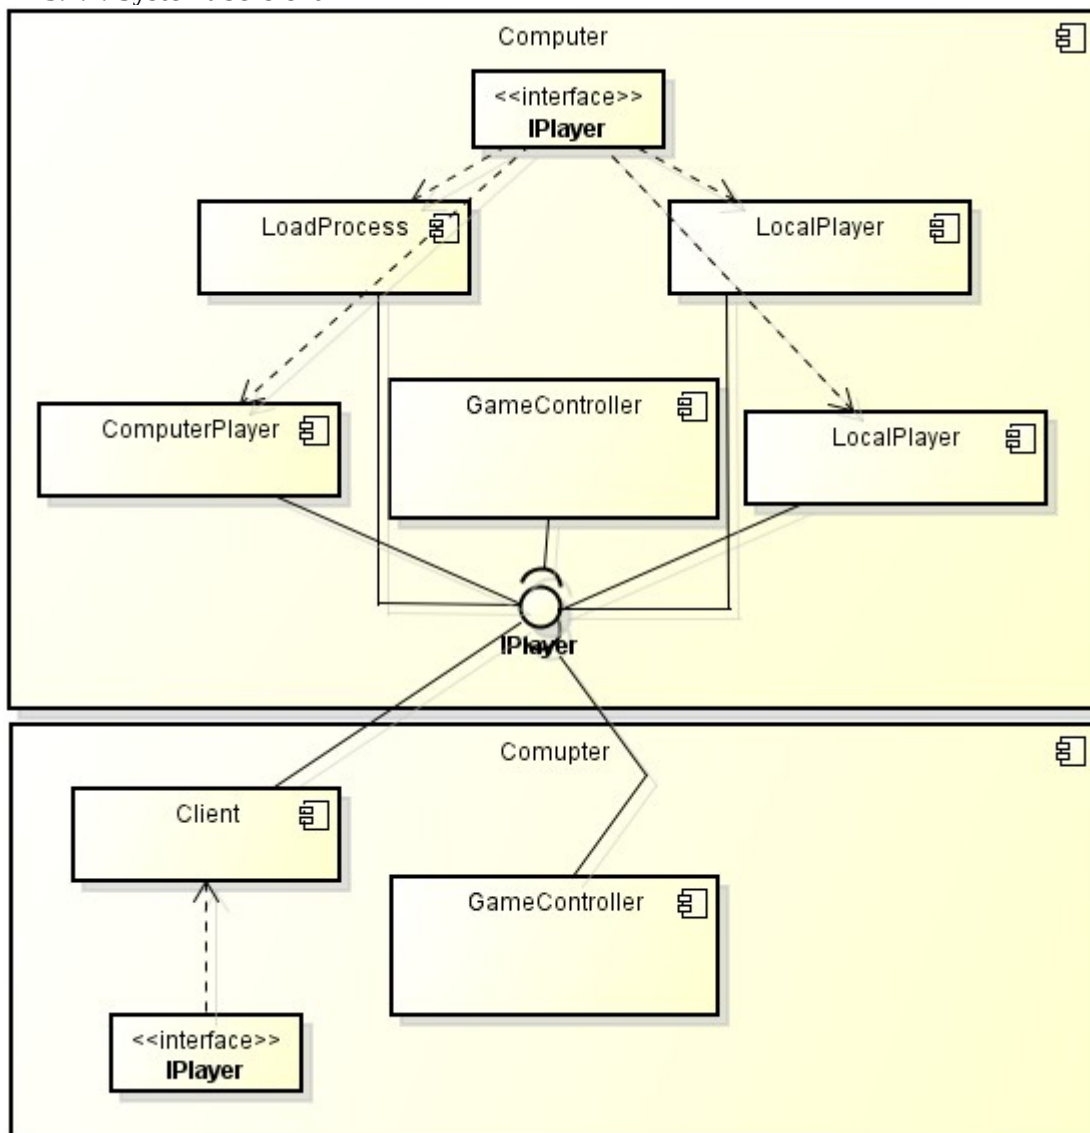 Computer
<<interface>>
IPlayer
LoadProcess
LocalPlayer
ComputerPlayer
GameController
LocalPlayer
IPlayer
Comupter
Client
GameController
<<interface>>
IPlayer